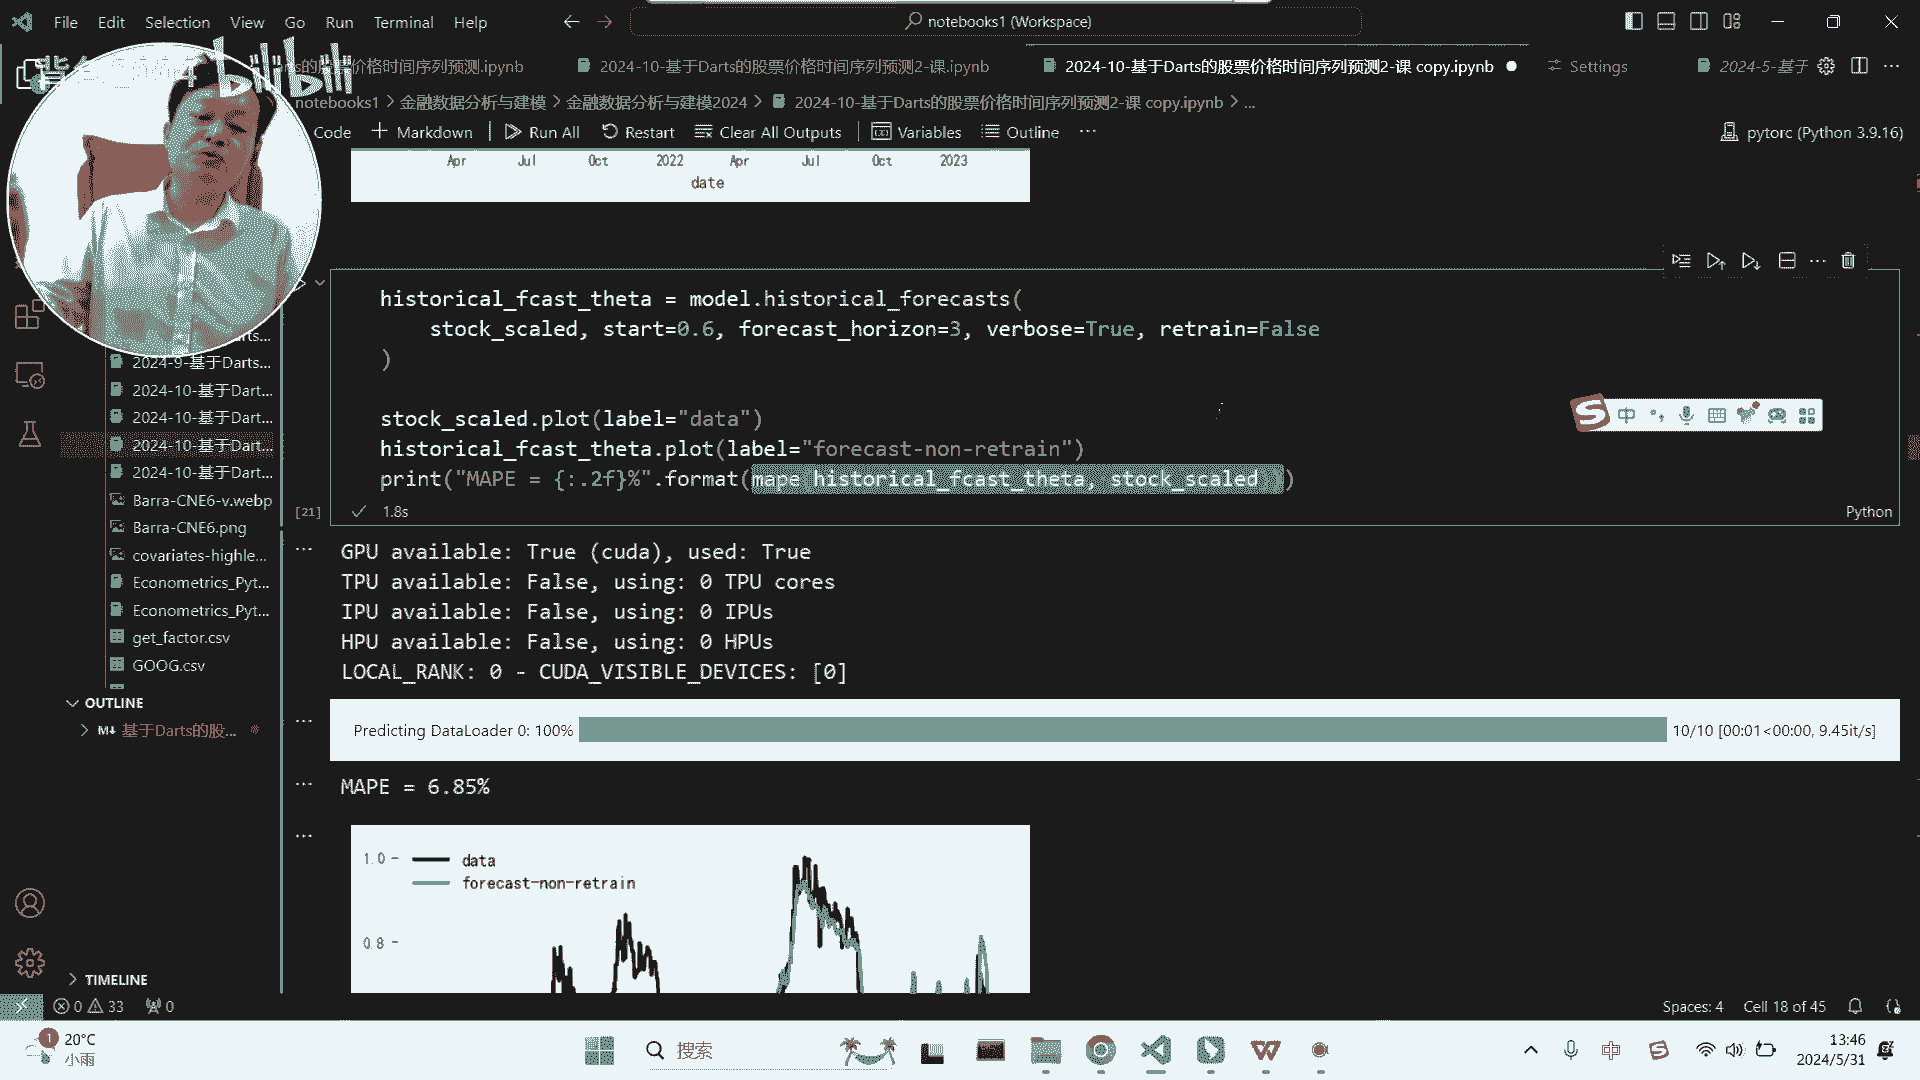 File Edit Selection View Go Run Terminal Help
notebooks1 (Workspace)
bilibili
的股票价格时间序列预测.ipynb
2024-10-基于Darts的股票价格时间序列预测2-课.ipynb
2024-10-基于Darts的股票价格时间序列预测2-课 copy.ipynb
Settings
2024-5-基于
notebooks1 > 金融数据分析与建模 > 金融数据分析与建模2024 > 2024-10-基于Darts的股票价格时间序列预测2-课 copy.ipynb > ...
Code + Markdown Run All Restart Clear All Outputs Variables Outline ...
pytorc (Python 3.9.16)
Apr Jul Oct 2022 Apr Jul Oct 2023
date
historical_fcast_theta = model.historical_forecasts(
stock_scaled, start=0.6, forecast_horizon=3, verbose=True, retrain=False
)
stock_scaled.plot(label="data")
historical_fcast_theta.plot(label="forecast-non-retrain")
print("MAPE = {:.2f}%".format(mape historical_fcast_theta, stock_scaled ))
[21]
1.8s
Python
中
GPU available: True (cuda), used: True
TPU available: False, using: 0 TPU cores
IPU available: False, using: 0 IPUs
HPU available: False, using: 0 HPUs
LOCAL_RANK: 0 - CUDA_VISIBLE_DEVICES: [0]
Predicting DataLoader 0: 100%
10/10 [00:01<00:00, 9.45it/s]
MAPE = 6.85%
1.0
data
forecast-non-retrain
0.8
2024-9-基于Darts...
2024-10-基于Dart...
2024-10-基于Dart...
2024-10-基于Dart...
2024-10-基于Dart...
Barra-CNE6-v.webp
Barra-CNE6.png
covariates-highle...
Econometrics_Pyt...
Econometrics_Pyt...
get_factor.csv
GOOG.csv
OUTLINE
M↓ 基于Darts的股...
TIMELINE
0 33 0
Spaces: 4 Cell 18 of 45
1
20°C
小雨
搜索
中
13:46
2024/5/31